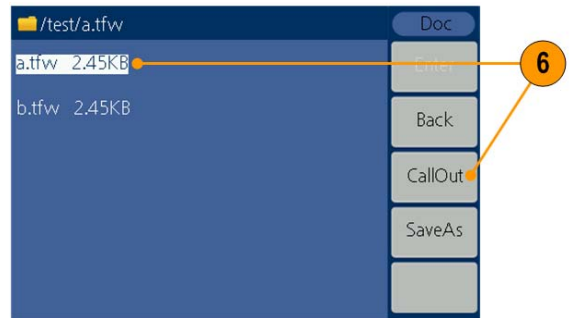 /test/a.tfw
Doc
a.tfw 2.45KB
Enter
6
b.tfw 2.45KB
Back
CallOut
SaveAs